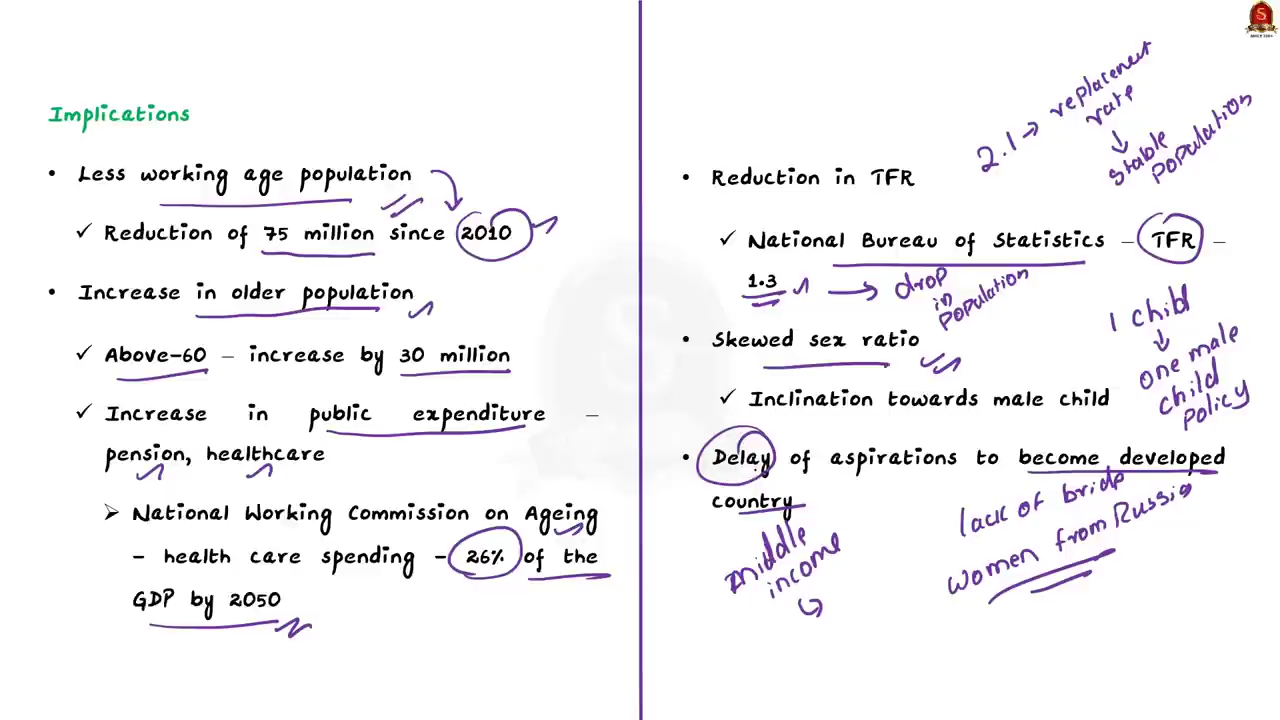 Implications
• Less working age population
✓ Reduction of 75 million since 2010
• Increase in older population
✓ Above-60 – increase by 30 million
✓ Increase in public expenditure –
pension, healthcare
➢ National Working Commission on Ageing
- health care spending - 26% of the
GDP by 2050
2.1 → replacement
rate
↓
stable
population
• Reduction in TFR
✓ National Bureau of Statistics – TFR –
1.3 → drop
in
population
• Skewed sex ratio
✓ Inclination towards male child
1 child
↓
one male
child
policy
• Delay of aspirations to become developed
country
middle
income
lack of bride
women from Russia
S
SINCE 2004